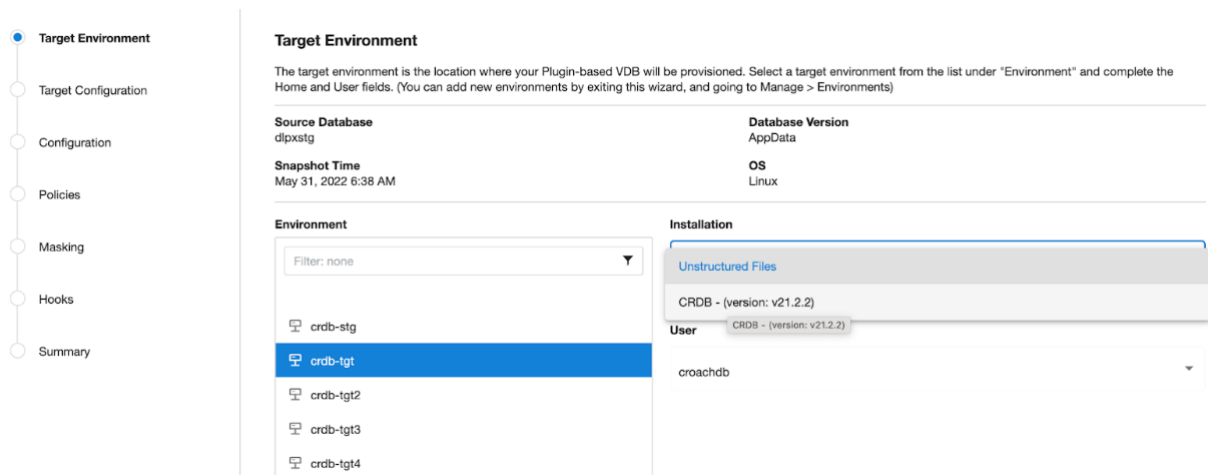 Target Environment
Target Configuration
Configuration
Policies
Masking
Hooks
Summary
Target Environment
The target environment is the location where your Plugin-based VDB will be provisioned. Select a target environment from the list under "Environment" and complete the
Home and User fields. (You can add new environments by exiting this wizard, and going to Manage > Environments)
Source Database
dlpxstg
Database Version
AppData
Snapshot Time
May 31, 2022 6:38 AM
OS
Linux
Environment
Filter: none
crdb-stg
crdb-tgt
crdb-tgt2
crdb-tgt3
crdb-tgt4
Installation
Unstructured Files
CRDB - (version: v21.2.2)
CRDB - (version: v21.2.2)
User
croachdb